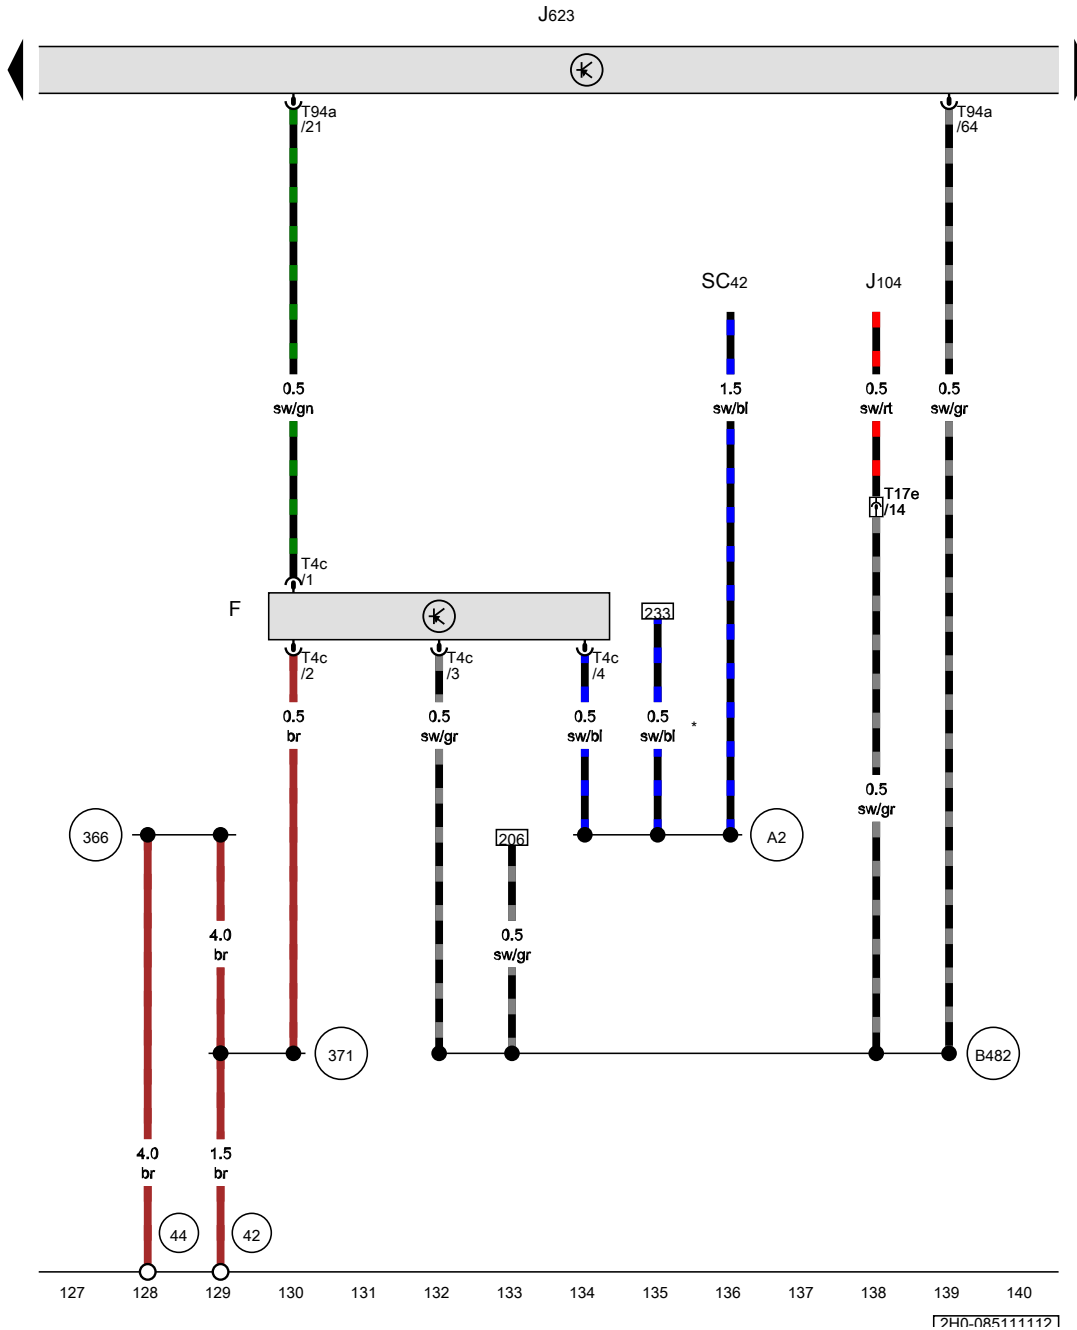 J623
T94a
/21
T94a
/64
SC42
J104
0.5
sw/gn
1.5
sw/bl
0.5
sw/rt
0.5
sw/gr
T17e
/14
T4c
/1
F
233
T4c
/2
T4c
/3
T4c
/4
0.5
br
0.5
sw/gr
0.5
sw/bl
0.5
sw/bl
*
0.5
sw/gr
366
206
A2
4.0
br
0.5
sw/gr
371
B482
4.0
br
1.5
br
44
42
127 128 129 130 131 132 133 134 135 136 137 138 139 140
2H0-085111112